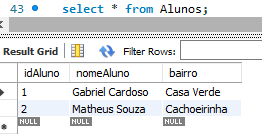 43 select * from Alunos;
Result Grid Filter Rows:
idAluno nomeAluno bairro
1 Gabriel Cardoso Casa Verde
2 Matheus Souza Cachoeirinha
NULL NULL NULL